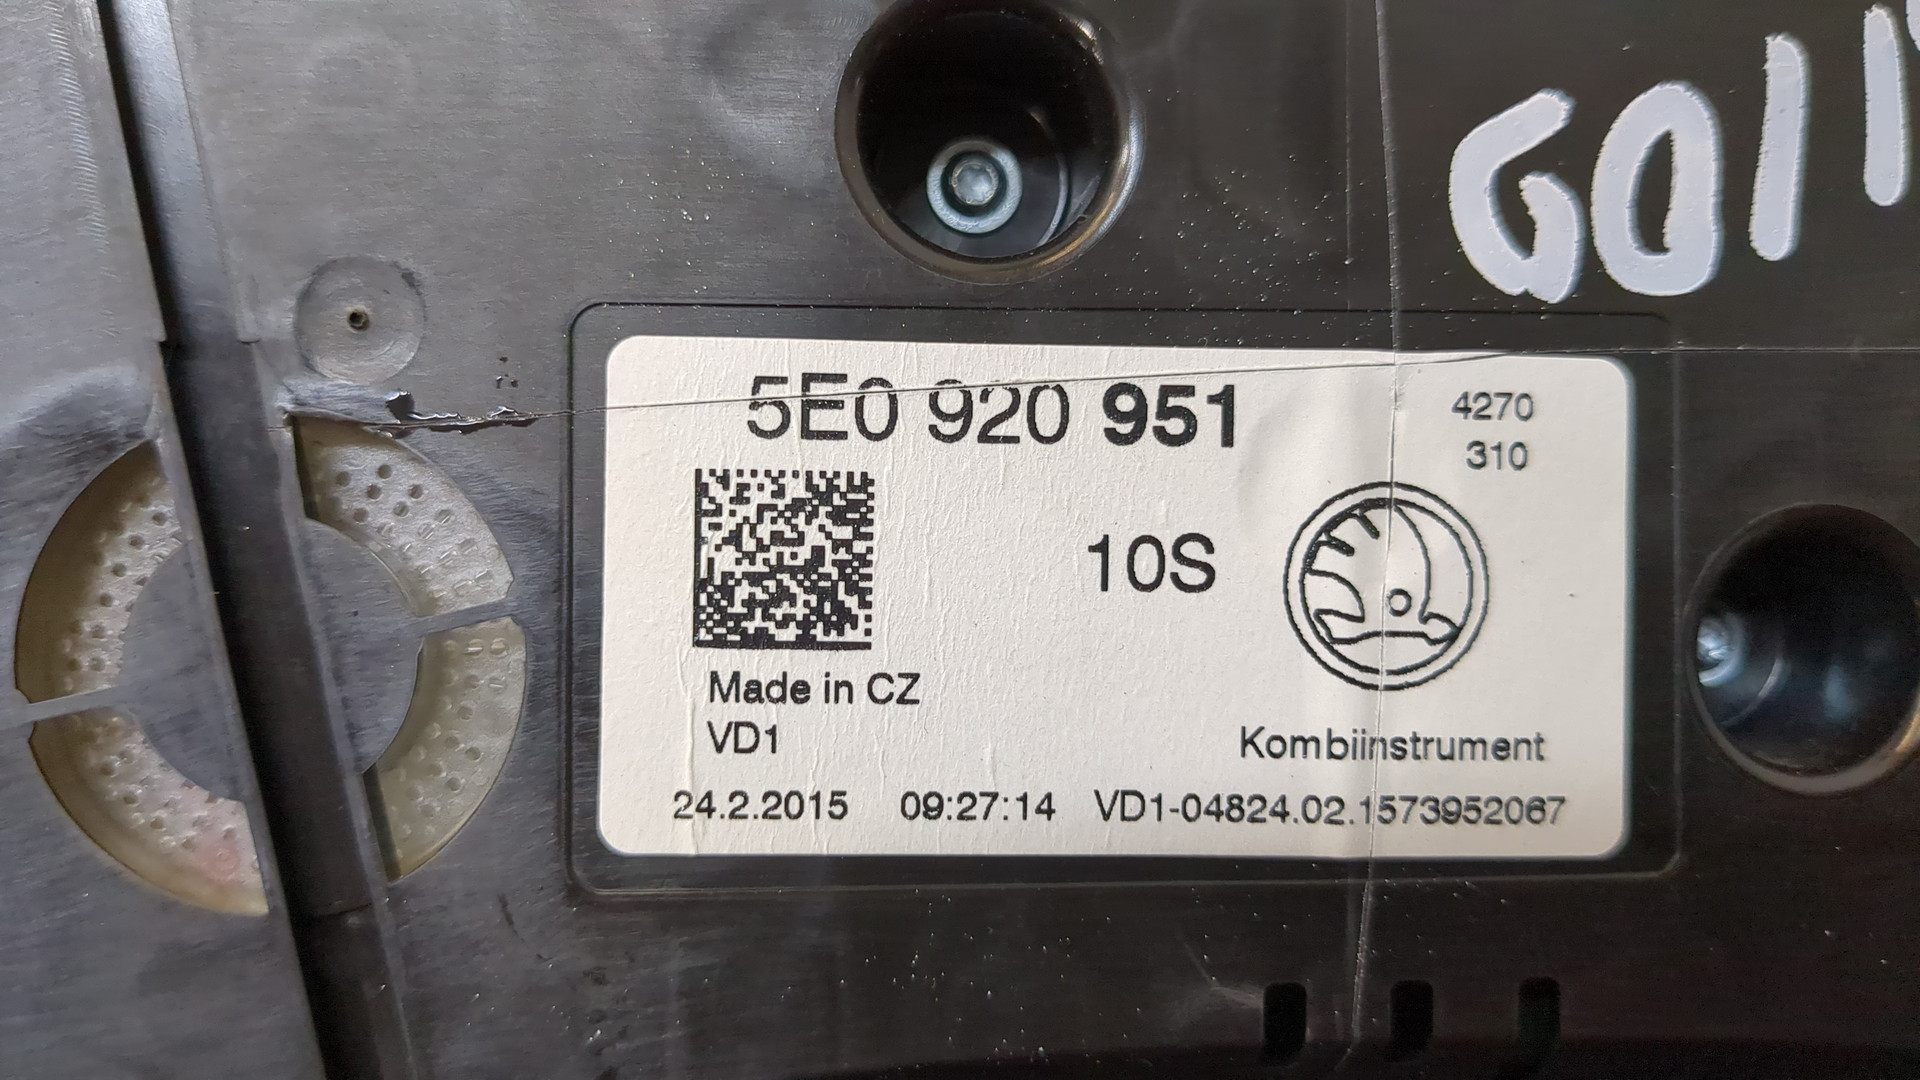 5E0 920 951
4270
310
10S
Made in CZ
VD1
Kombiinstrument
24.2.2015 09:27:14 VD1-04824.02.1573952067